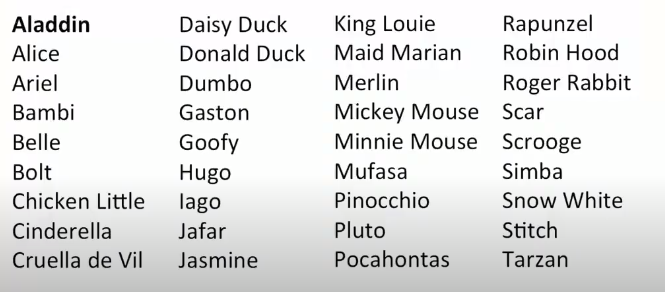 Aladdin
Alice
Ariel
Bambi
Belle
Bolt
Chicken Little
Cinderella
Cruella de Vil
Daisy Duck
Donald Duck
Dumbo
Gaston
Goofy
Hugo
Iago
Jafar
Jasmine
King Louie
Maid Marian
Merlin
Mickey Mouse
Minnie Mouse
Mufasa
Pinocchio
Pluto
Pocahontas
Rapunzel
Robin Hood
Roger Rabbit
Scar
Scrooge
Simba
Snow White
Stitch
Tarzan